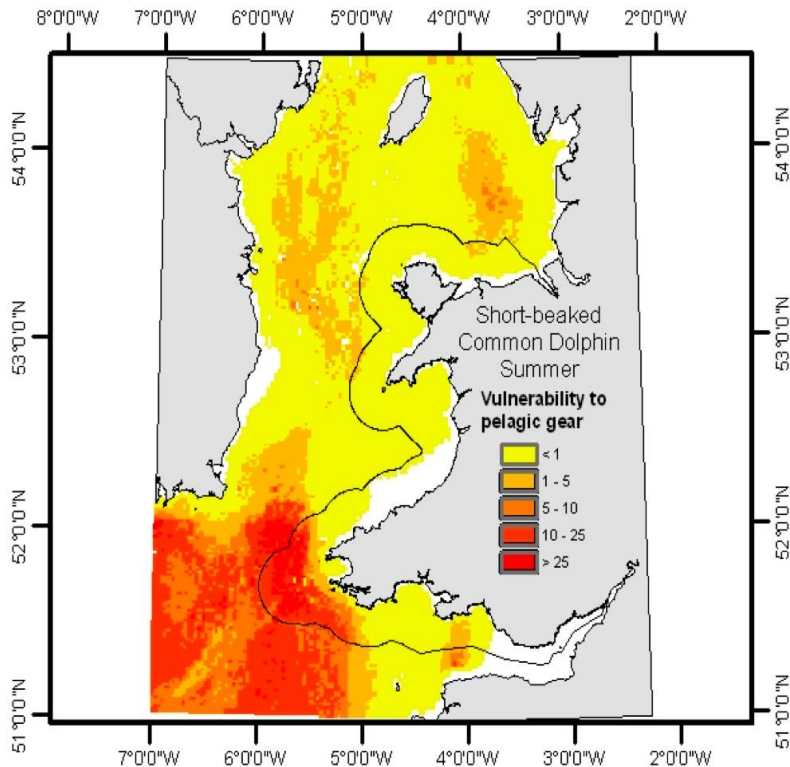 8°0'0"W 7°0'0"W 6°0'0"W 5°0'0"W 4°0'0"W 3°0'0"W 2°0'0"W
54°0'0"N 54°0'0"N
53°0'0"N 53°0'0"N
Short-beaked
Common Dolphin
Summer
Vulnerability to
pelagic gear
< 1
1 - 5
5 - 10
10 - 25
> 25
52°0'0"N 52°0'0"N
51°0'0"N 51°0'0"N
7°0'0"W 6°0'0"W 5°0'0"W 4°0'0"W 3°0'0"W 2°0'0"W